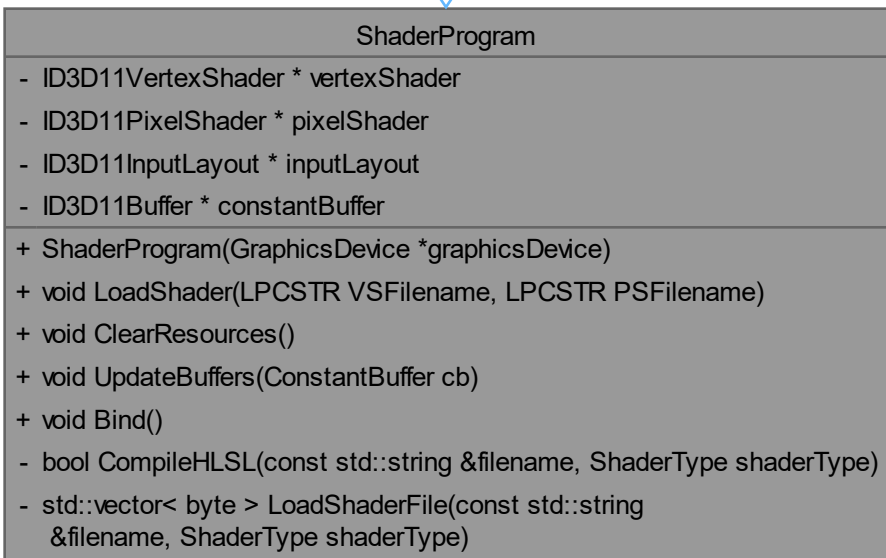 ShaderProgram
- ID3D11VertexShader * vertexShader
- ID3D11PixelShader * pixelShader
- ID3D11InputLayout * inputLayout
- ID3D11Buffer * constantBuffer
+ ShaderProgram(GraphicsDevice *graphicsDevice)
+ void LoadShader(LPCSTR VSFilename, LPCSTR PSFilename)
+ void ClearResources()
+ void UpdateBuffers(ConstantBuffer cb)
+ void Bind()
- bool CompileHLSL(const std::string &filename, ShaderType shaderType)
- std::vector< byte > LoadShaderFile(const std::string
&filename, ShaderType shaderType)